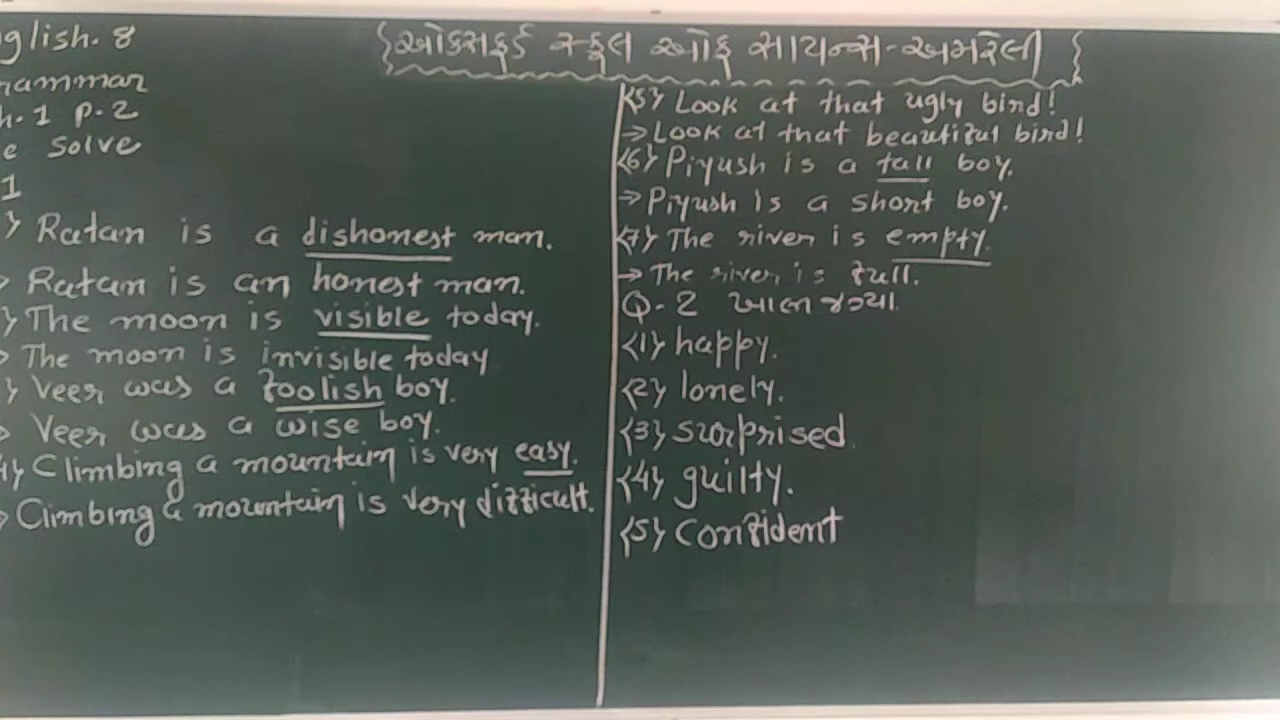 {ઓક્સફર્ડ સ્કુલ ઓફ સાયન્સ-અમરેલી}
glish. 8
rammar
h. 1 P. 2
e solve
1
> Ratan is a dishonest man.
> Ratan is an honest man.
> The moon is visible today.
> The moon is invisible today
> Veer was a foolish boy.
> Veer was a wise boy.
4> Climbing a mountain is very easy.
> Climbing a mountain is very difficult.
<5> Look at that ugly bird!
→ Look at that beautiful bird!
<6> Piyush is a tall boy.
→ Piyush is a short boy.
<7> The river is empty.
→ The river is full.
Q-2 ખાલી જગ્યા.
<1> happy.
<2> lonely.
<3> surprised.
<4> guilty.
<5> confident